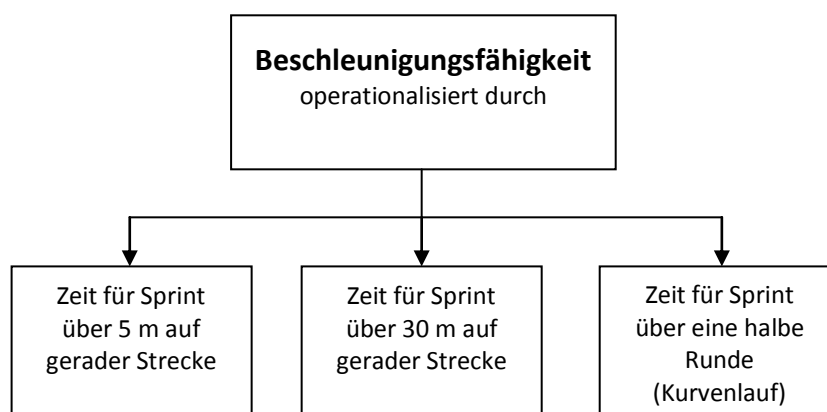 Beschleunigungsfähigkeit
operationalisiert durch
Zeit für Sprint
über 5 m auf
gerader Strecke
Zeit für Sprint
über 30 m auf
gerader Strecke
Zeit für Sprint
über eine halbe
Runde
(Kurvenlauf)